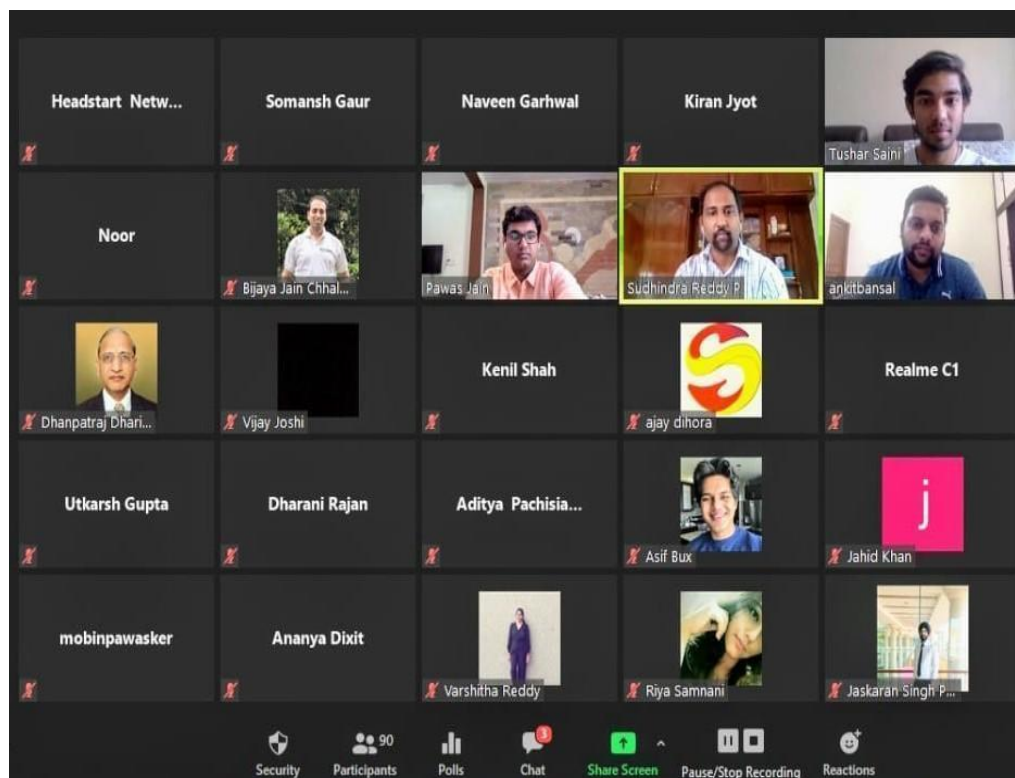 Headstart Netw...
Somansh Gaur
Naveen Garhwal
Kiran Jyot
Tushar Saini
Noor
Bijaya Jain Chhal...
Pawas Jain
Sudhindra Reddy P
ankitbansal
Dhanpatraj Dhari...
Vijay Joshi
Kenil Shah
ajay dihora
Realme C1
Utkarsh Gupta
Dharani Rajan
Aditya Pachisia...
Asif Bux
j
Jahid Khan
mobinpawasker
Ananya Dixit
Varshitha Reddy
Riya Samnani
Jaskaran Singh P...
90
3
Security
Participants
Polls
Chat
Share Screen
Pause/Stop Recording
Reactions